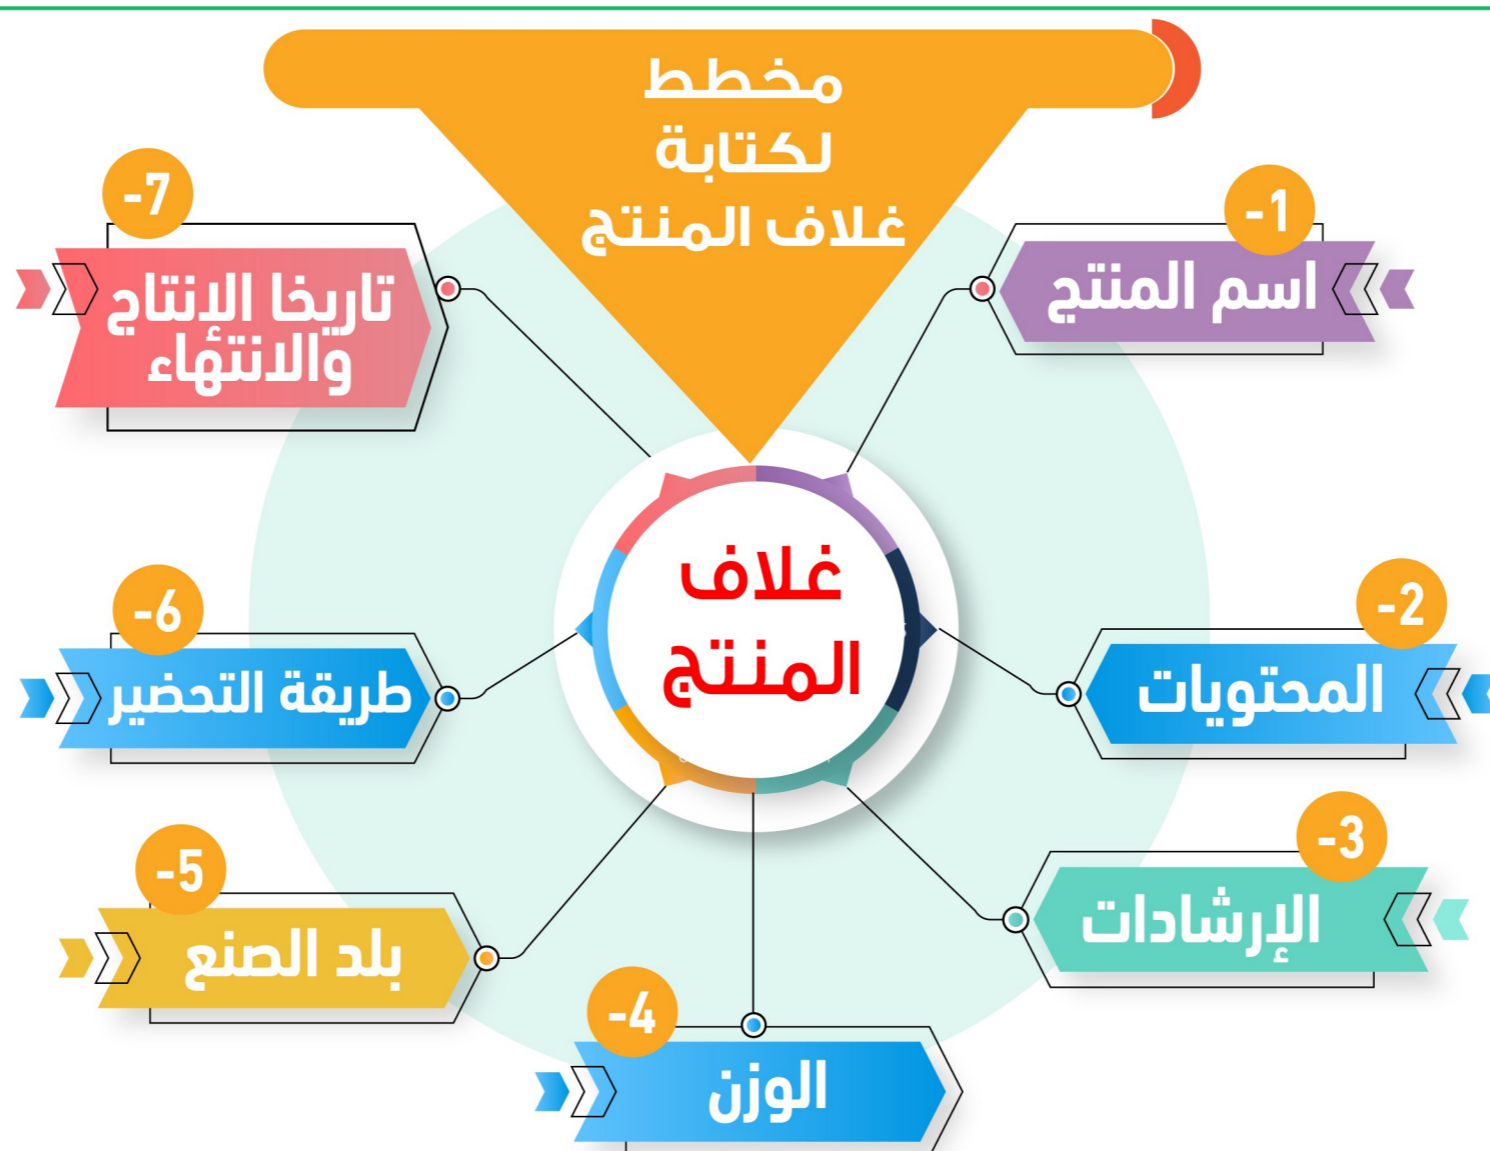 مخطط
لكتابة
غلاف المنتج
غلاف
المنتج
1-
اسم المنتج
2-
المحتويات
3-
الإرشادات
4-
الوزن
5-
بلد الصنع
6-
طريقة التحضير
7-
تاريخا الإنتاج
والانتهاء